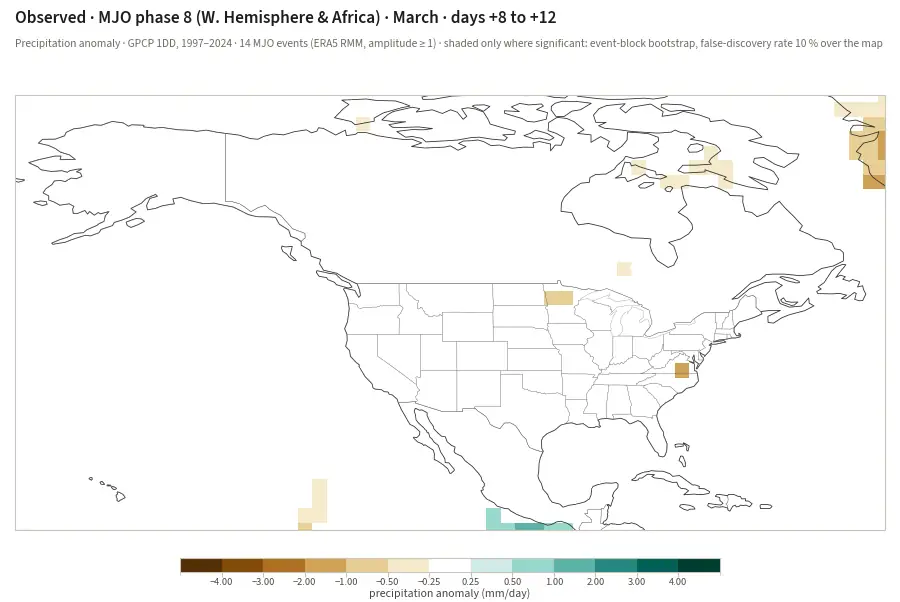 Observed · MJO phase 8 (W. Hemisphere & Africa) · March · days +8 to +12
Precipitation anomaly · GPCP 1DD, 1997–2024 · 14 MJO events (ERA5 RMM, amplitude ≥ 1) · shaded only where significant: event-block bootstrap, false-discovery rate 10 % over the map
−4.00 −3.00 −2.00 −1.00 −0.50 −0.25 0.25 0.50 1.00 2.00 3.00 4.00
precipitation anomaly (mm/day)